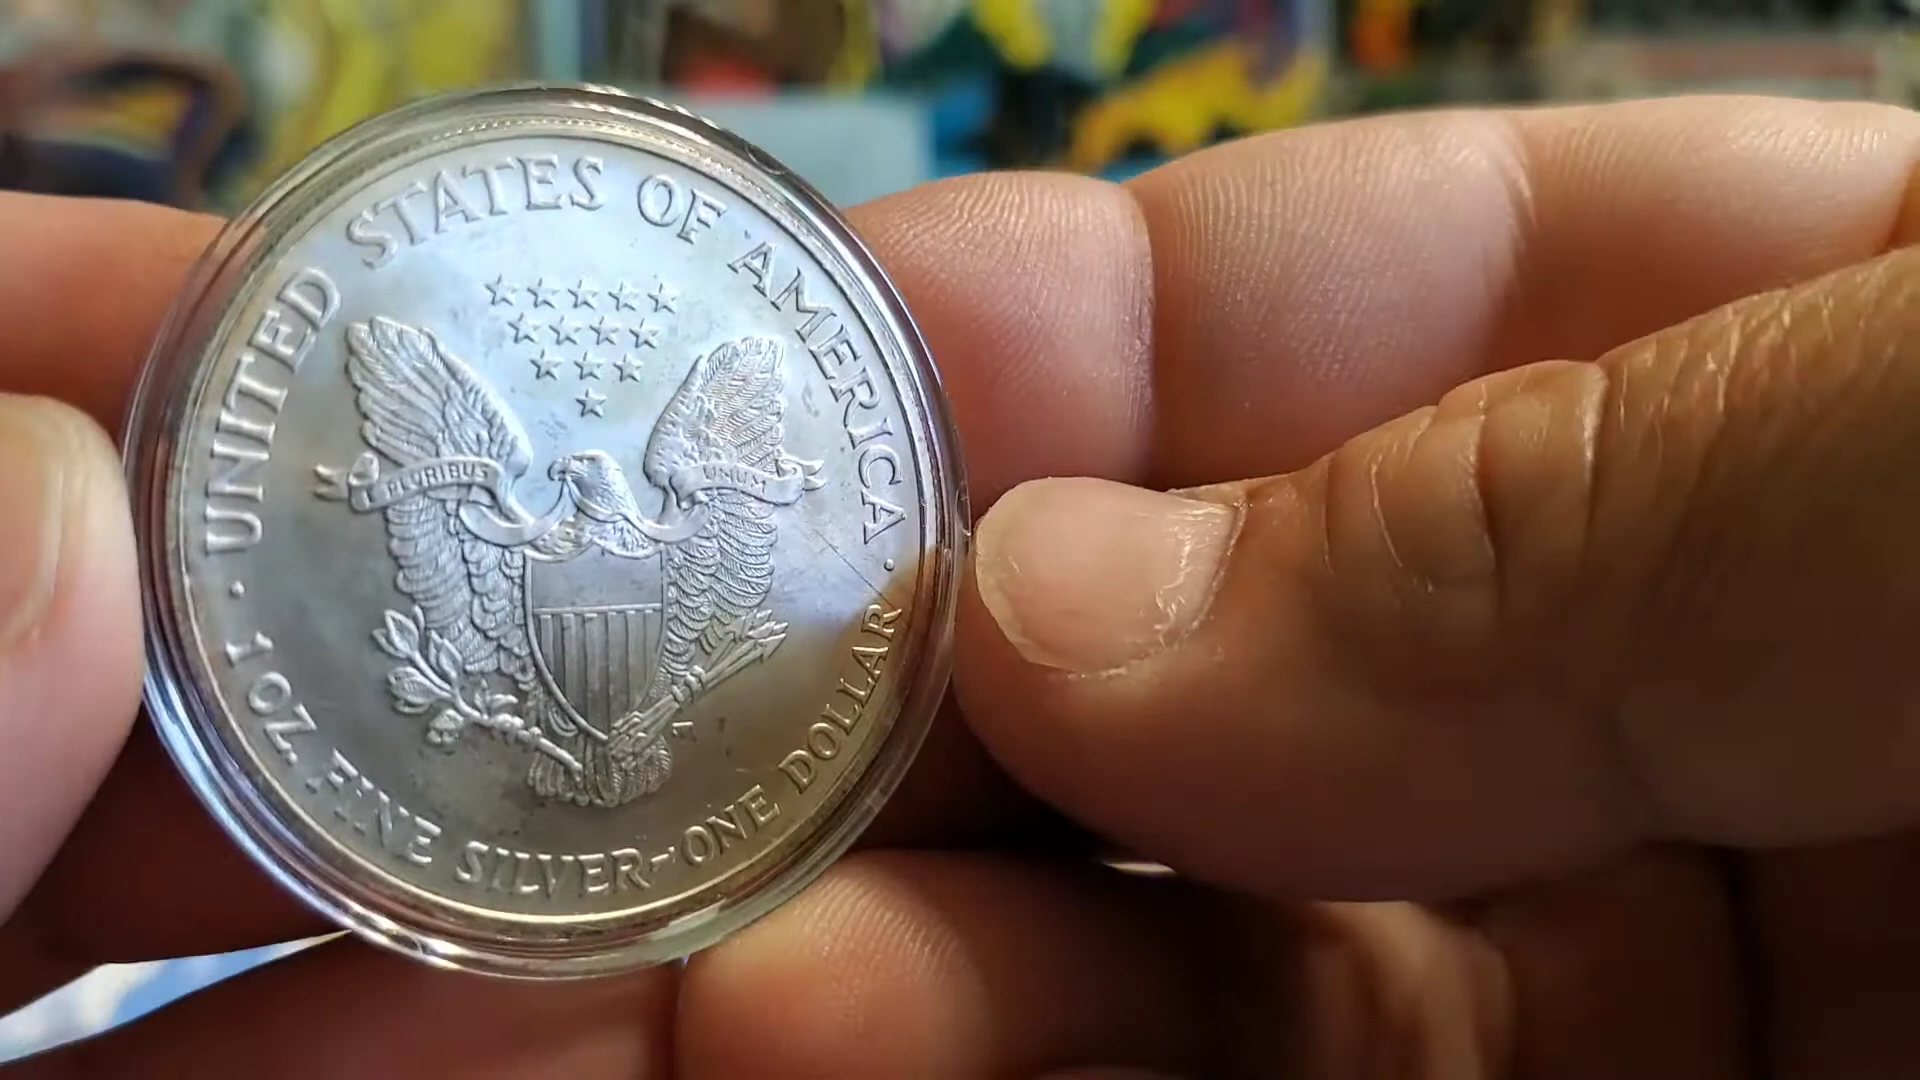 UNITED STATES OF AMERICA
PLURIBUS UNUM
1 OZ. FINE SILVER-ONE DOLLAR